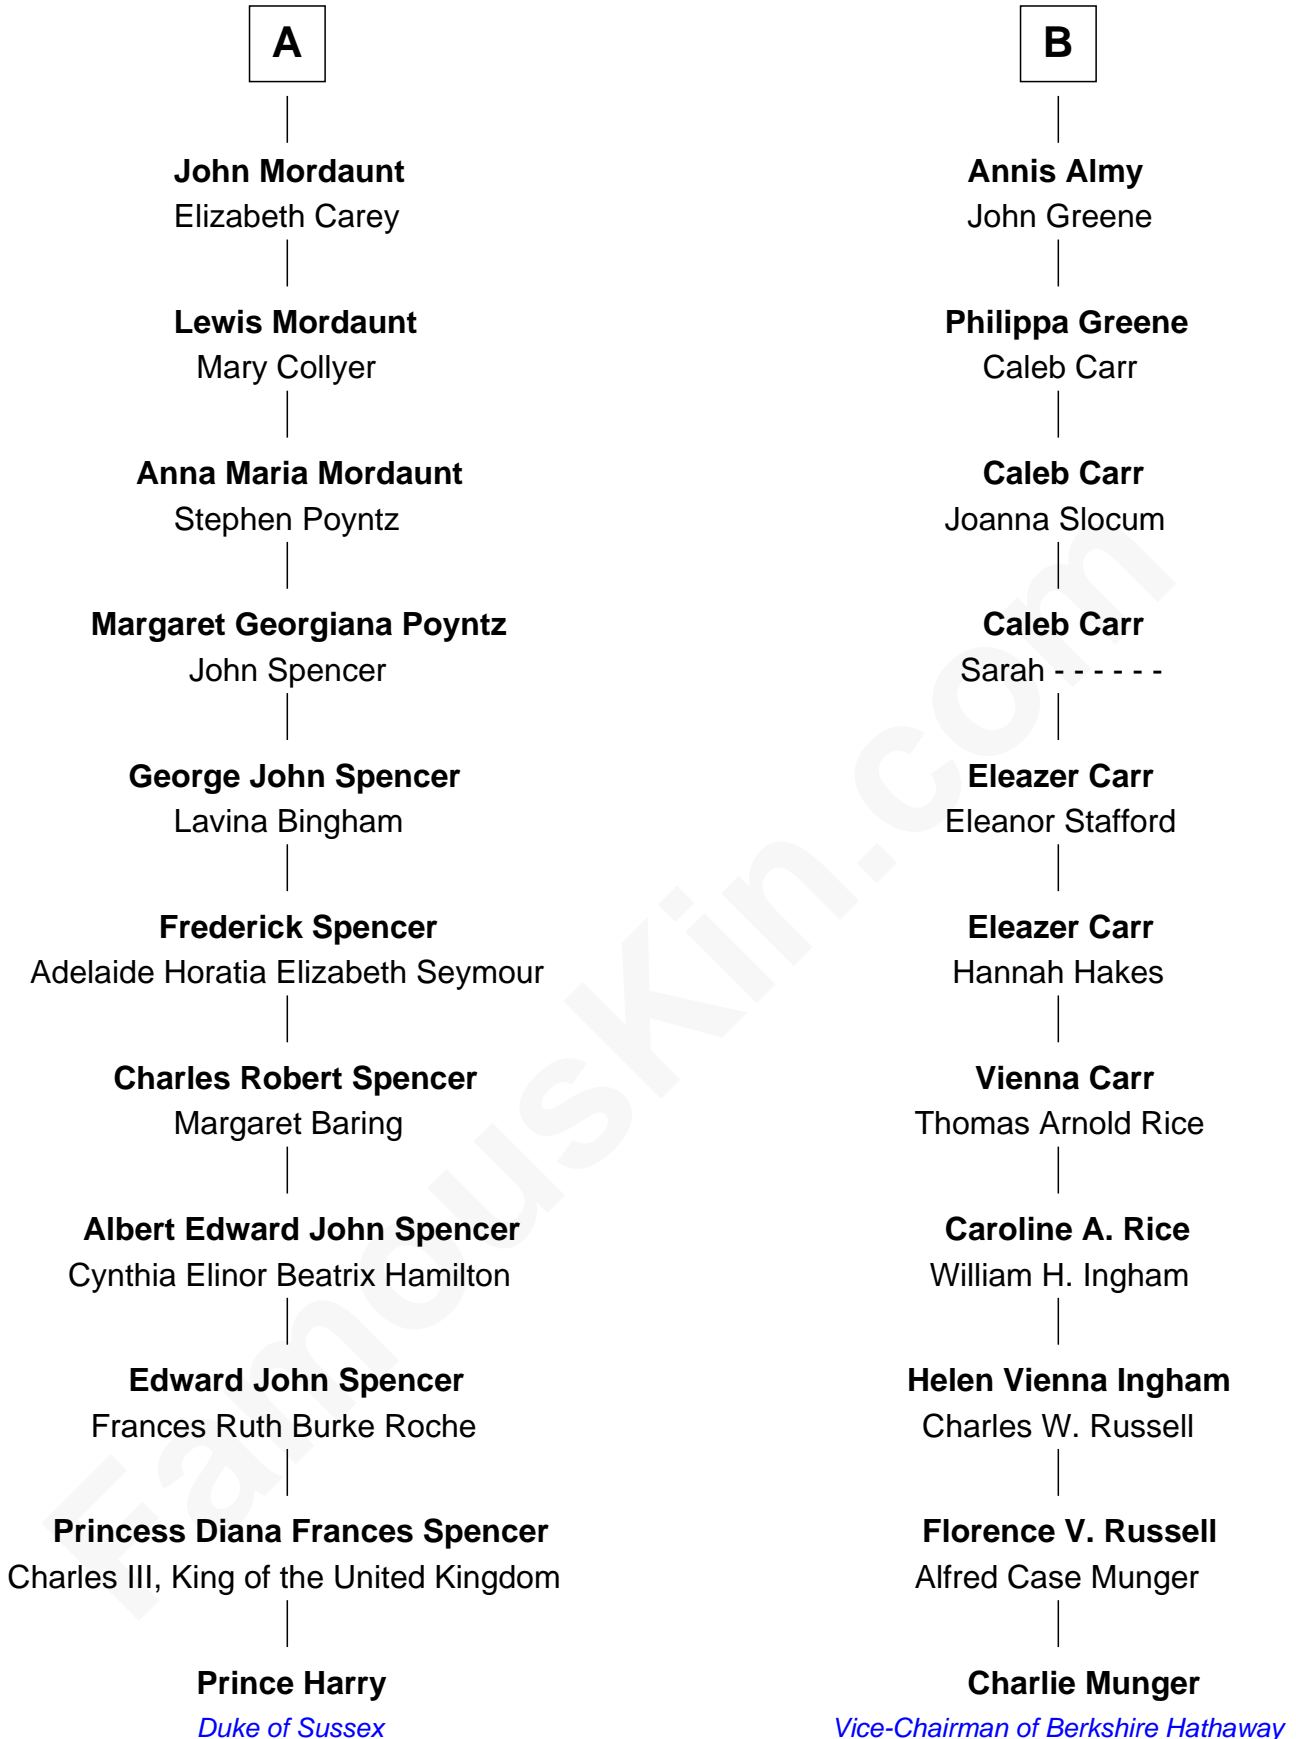 A
John Mordaunt
Elizabeth Carey
Lewis Mordaunt
Mary Collyer
Anna Maria Mordaunt
Stephen Poyntz
Margaret Georgiana Poyntz
John Spencer
George John Spencer
Lavina Bingham
Frederick Spencer
Adelaide Horatia Elizabeth Seymour
Charles Robert Spencer
Margaret Baring
Albert Edward John Spencer
Cynthia Elinor Beatrix Hamilton
Edward John Spencer
Frances Ruth Burke Roche
Princess Diana Frances Spencer
Charles III, King of the United Kingdom
Prince Harry
Duke of Sussex
B
Annis Almy
John Greene
Philippa Greene
Caleb Carr
Caleb Carr
Joanna Slocum
Caleb Carr
Sarah - - - - - -
Eleazer Carr
Eleanor Stafford
Eleazer Carr
Hannah Hakes
Vienna Carr
Thomas Arnold Rice
Caroline A. Rice
William H. Ingham
Helen Vienna Ingham
Charles W. Russell
Florence V. Russell
Alfred Case Munger
Charlie Munger
Vice-Chairman of Berkshire Hathaway
FamousKin.com